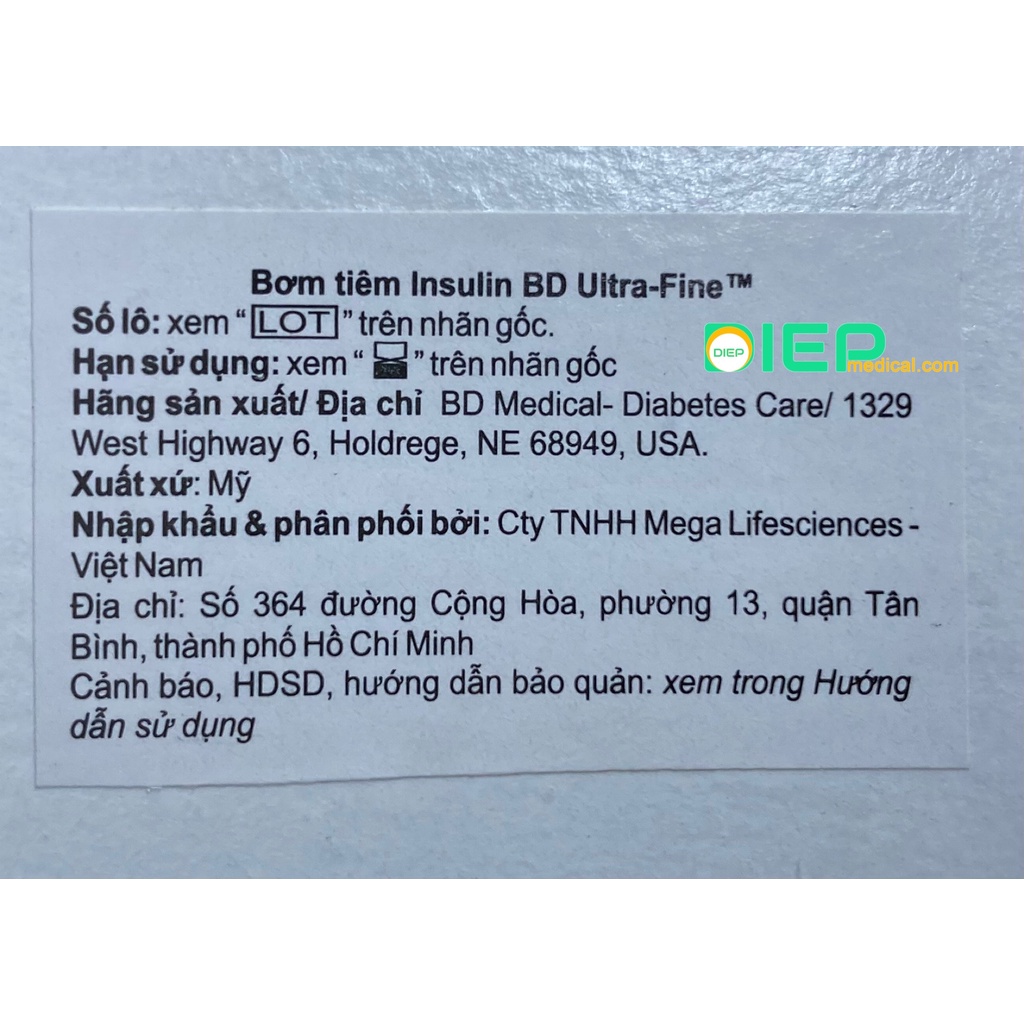 Bơm tiêm Insulin BD Ultra-Fine™
Số lô: xem “LOT” trên nhãn gốc.
Hạn sử dụng: xem “⌛” trên nhãn gốc
DIEP
DIEP
medical.com
Hãng sản xuất/ Địa chỉ BD Medical- Diabetes Care/ 1329
West Highway 6, Holdrege, NE 68949, USA.
Xuất xứ: Mỹ
Nhập khẩu & phân phối bởi: Cty TNHH Mega Lifesciences -
Việt Nam
Địa chỉ: Số 364 đường Cộng Hòa, phường 13, quận Tân
Bình, thành phố Hồ Chí Minh
Cảnh báo, HDSD, hướng dẫn bảo quản: xem trong Hướng
dẫn sử dụng